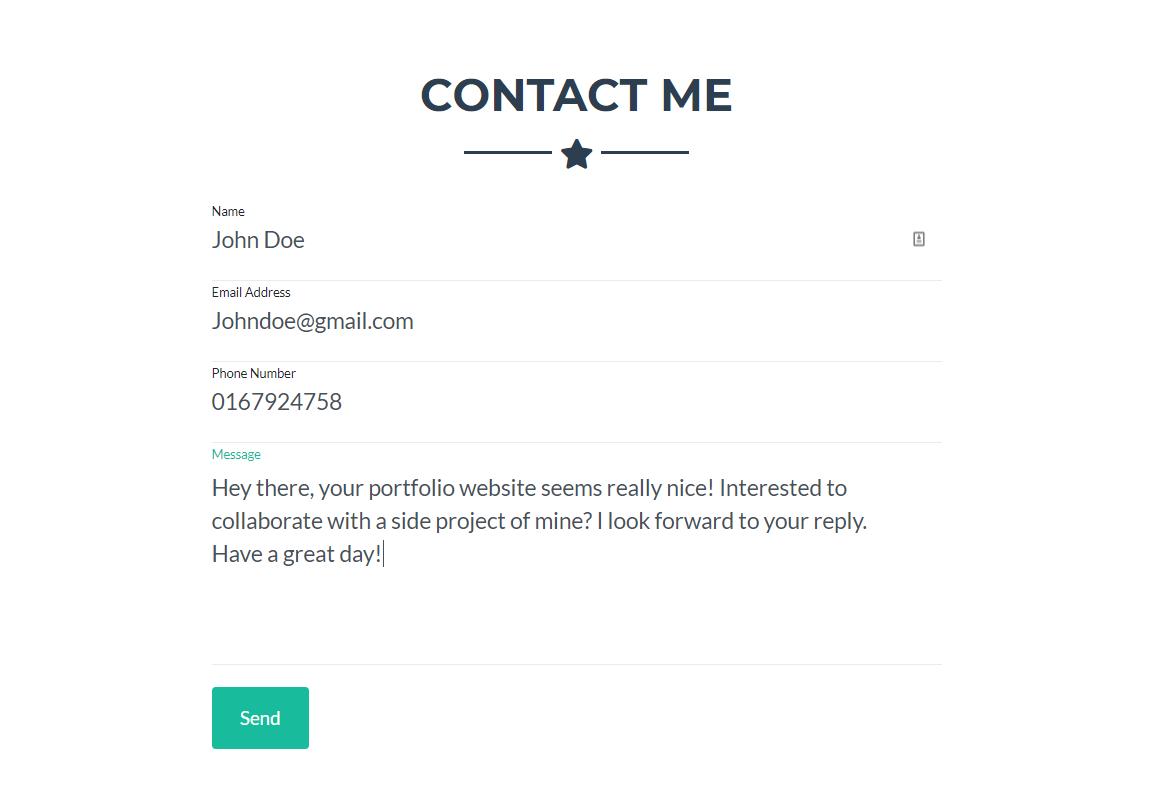 CONTACT ME
Name
John Doe
Email Address
Johndoe@gmail.com
Phone Number
0167924758
Message
Hey there, your portfolio website seems really nice! Interested to
collaborate with a side project of mine? I look forward to your reply.
Have a great day!
Send